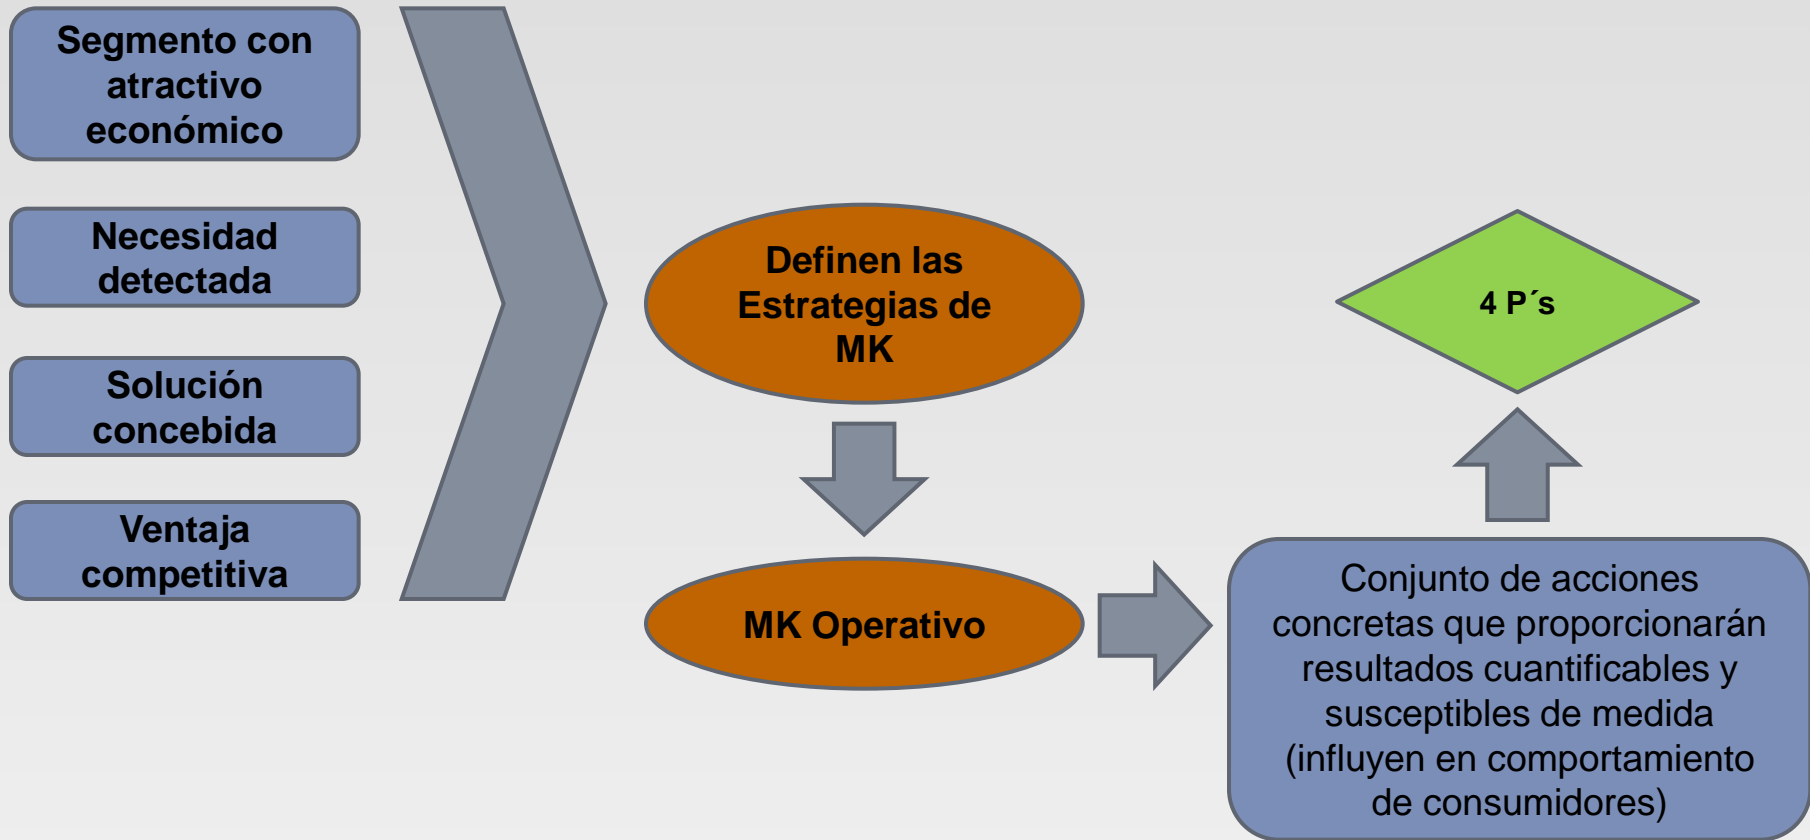 Segmento con
atractivo
económico
Necesidad
detectada
Solución
concebida
Ventaja
competitiva
Definen las
Estrategias de
MK
MK Operativo
Conjunto de acciones
concretas que proporcionarán
resultados cuantificables y
susceptibles de medida
(influyen en comportamiento
de consumidores)
4 P´s